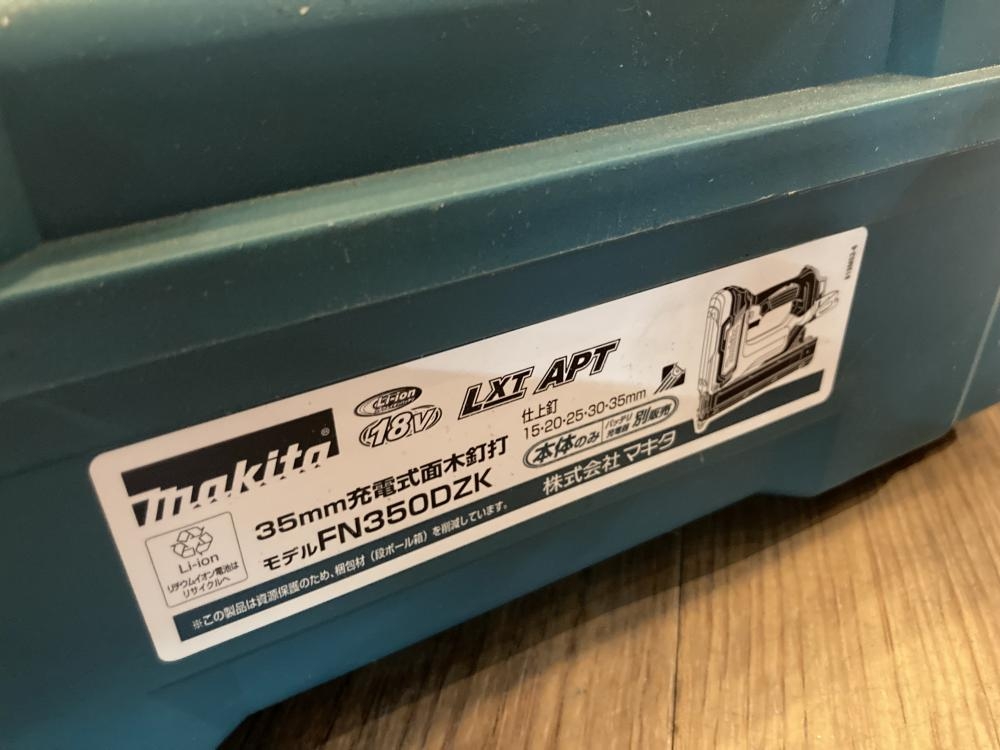 makita®
Li-ion
18V
LXT APT
35mm充電式面木釘打
モデルFN350DZK
仕上釘
15・20・25・30・35mm
本体のみ バッテリ 充電器 別販売
株式会社 マキタ
Li-ion
リチウムイオン電池は
リサイクルへ
※この製品は資源保護のため、梱包材(段ボール箱)を削減しています。